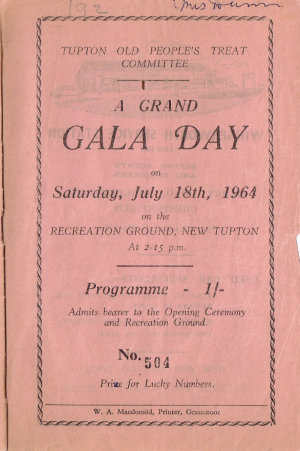 192
TUPTON OLD PEOPLE'S TREAT
COMMITTEE
A GRAND
GALA DAY
on
Saturday, July 18th, 1964
on the
RECREATION GROUND, NEW TUPTON
At 2-15 p.m.
Programme - 1/-
Admits bearer to the Opening Ceremony
and Recreation Ground.
No. 504
Prize for Lucky Numbers.
W. A. Macdonald, Printer, Grassmoor